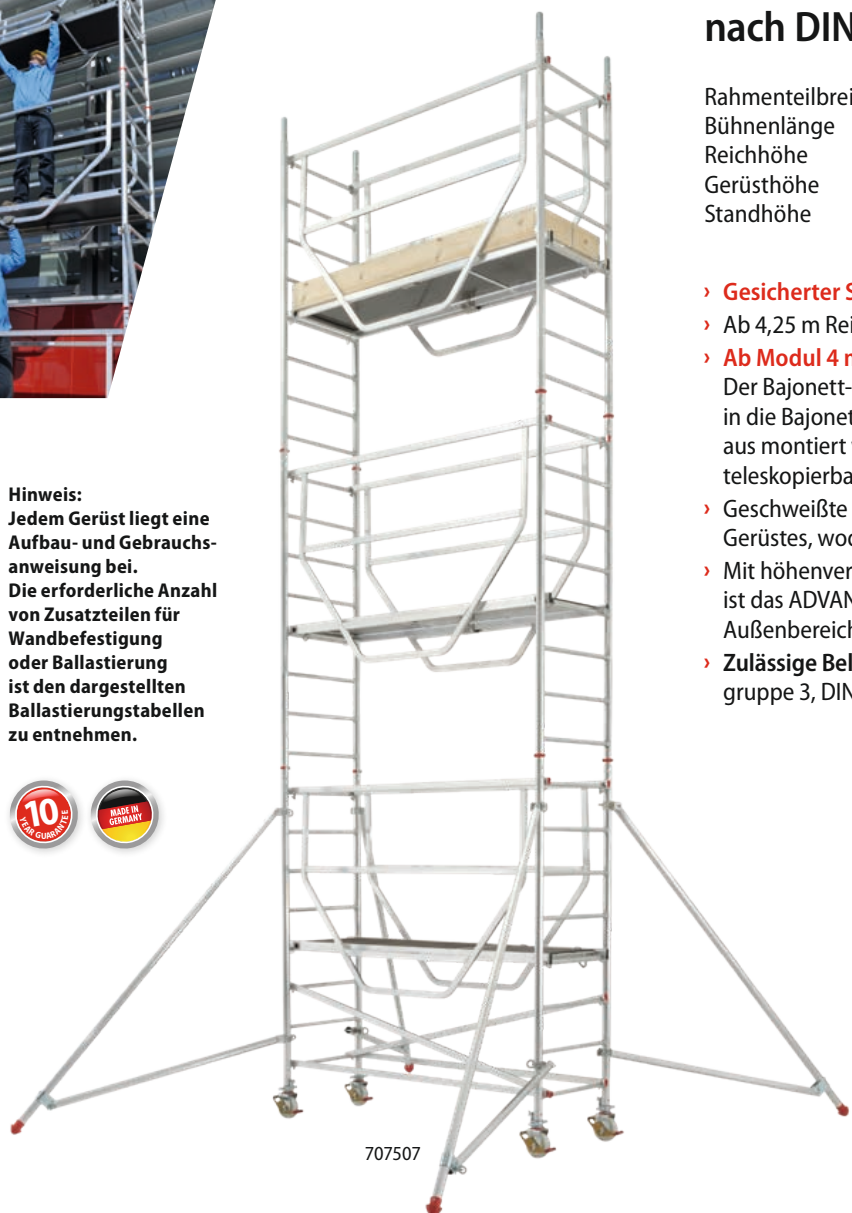 nach DIN
Rahmenteilbrei
Bühnenlänge
Reichhöhe
Gerüsthöhe
Standhöhe
› Gesicherter S
› Ab 4,25 m Rei
› Ab Modul 4 m
Der Bajonett-
in die Bajonet
aus montiert
teleskopierba
› Geschweißte
Gerüstes, woc
› Mit höhenver
ist das ADVAN
Außenbereich
› Zulässige Bel
gruppe 3, DIN
Hinweis:
Jedem Gerüst liegt eine
Aufbau- und Gebrauchs-
anweisung bei.
Die erforderliche Anzahl
von Zusatzteilen für
Wandbefestigung
oder Ballastierung
ist den dargestellten
Ballastierungstabellen
zu entnehmen.
10
YEAR GUARANTEE
MADE IN
GERMANY
707507